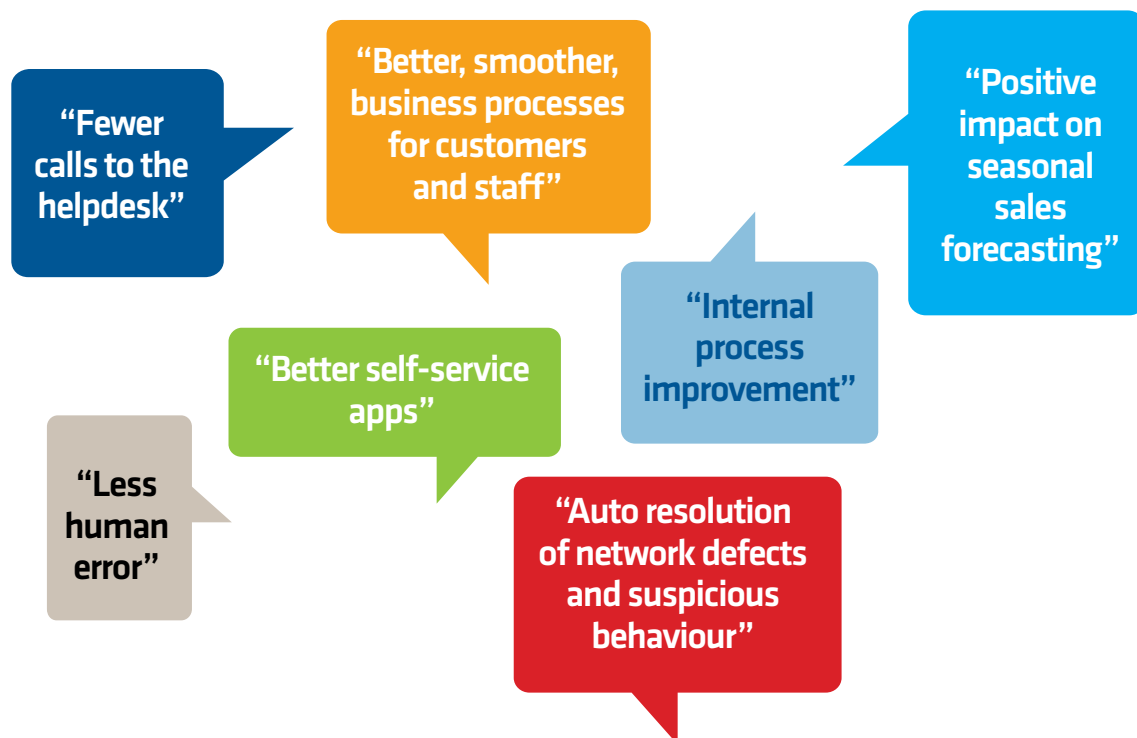 “Fewer
calls to the
helpdesk”
“Better, smoother,
business processes
for customers
and staff”
“Positive
impact on
seasonal
sales
forecasting”
“Internal
process
improvement”
“Better self-service
apps”
“Less
human
error”
“Auto resolution
of network defects
and suspicious
behaviour”